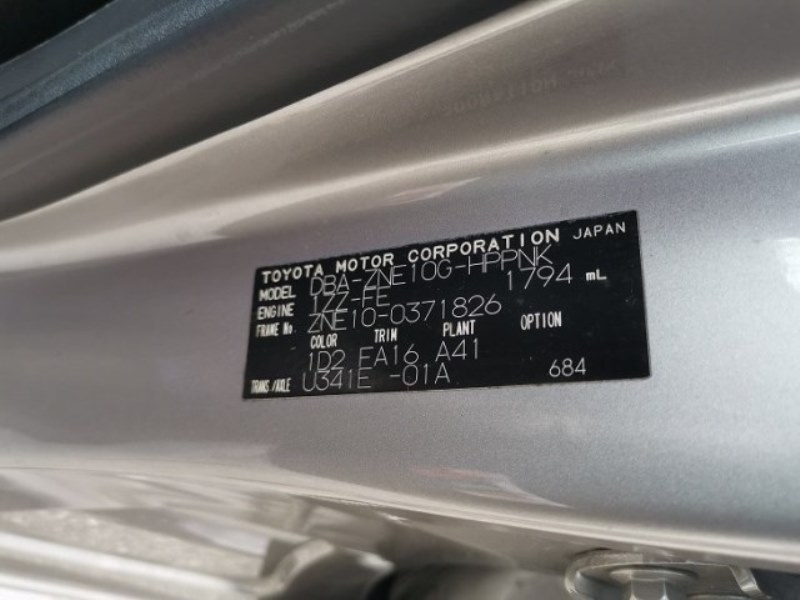 TOYOTA MOTOR CORPORATION JAPAN
MODEL DBA-ZNE10G-HPPNK
ENGINE 1ZZ-FE 1794 mL
FRAME No. ZNE10-0371826
COLOR TRIM PLANT OPTION
1D2 EA16 A41
TRANS/AXLE U341E -01A 684